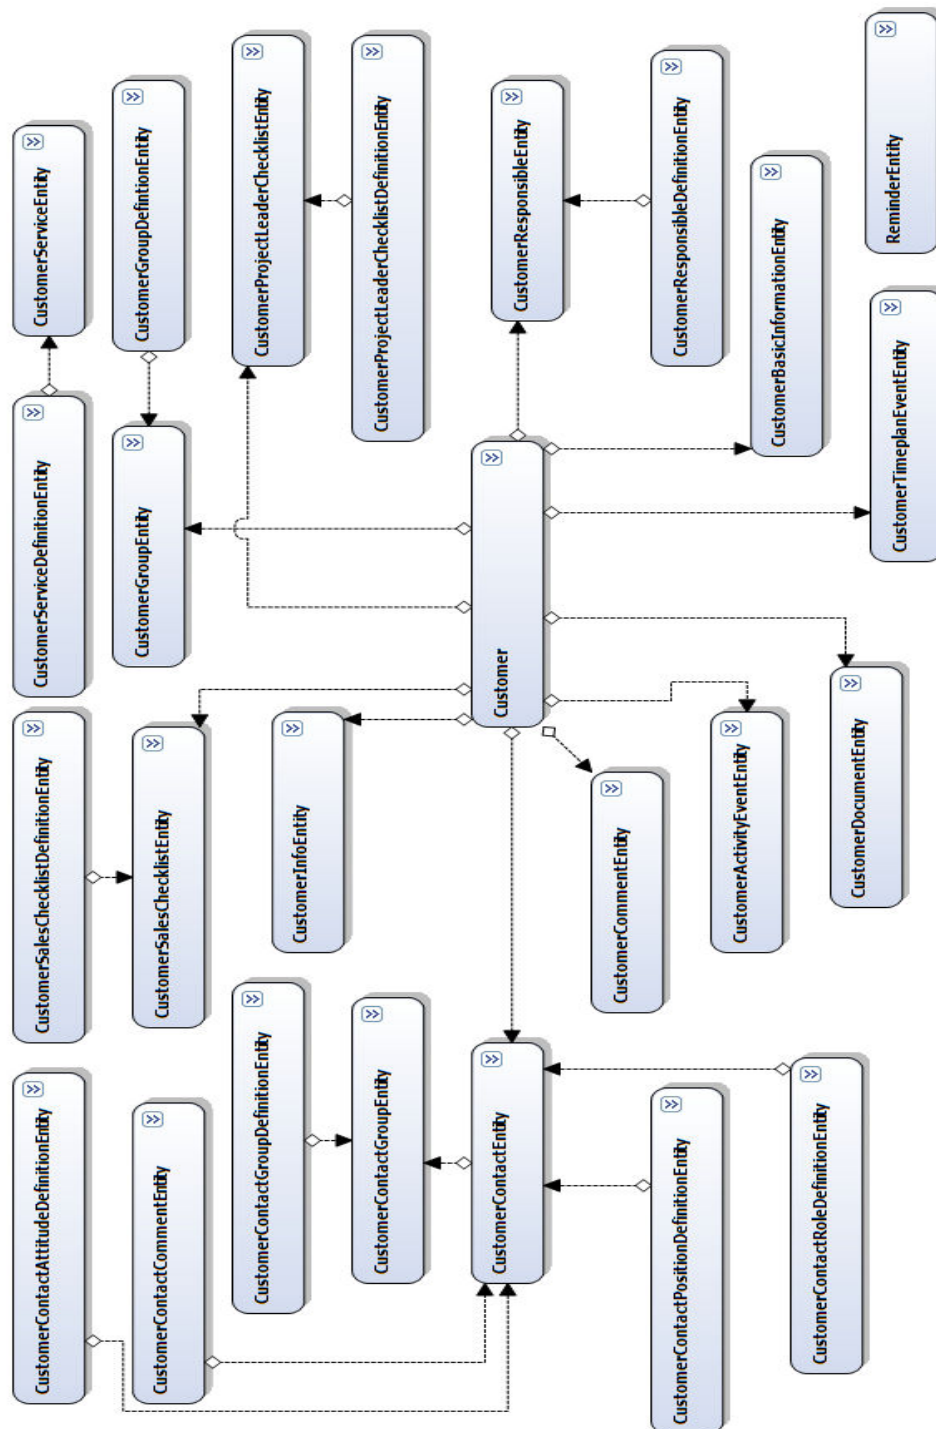 CustomerContactAttitudeDefinitionEntity
CustomerSalesChecklistDefinitionEntity
CustomerServiceDefinitionEntity
CustomerServiceEntity
CustomerContactCommentEntity
CustomerSalesChecklistEntity
CustomerGroupEntity
CustomerGroupDefintionEntity
CustomerContactGroupDefinitionEntity
CustomerInfoEntity
CustomerProjectLeaderChecklistEntity
CustomerContactGroupEntity
CustomerProjectLeaderChecklistDefinitionEntity
CustomerContactEntity
Customer
CustomerResponsibleEntity
CustomerCommentEntity
CustomerContactPositionDefinitionEntity
CustomerResponsibleDefinitionEntity
CustomerActivityEventEntity
CustomerBasicInformationEntity
CustomerContactRoleDefinitionEntity
CustomerDocumentEntity
CustomerTimeplanEventEntity
ReminderEntity